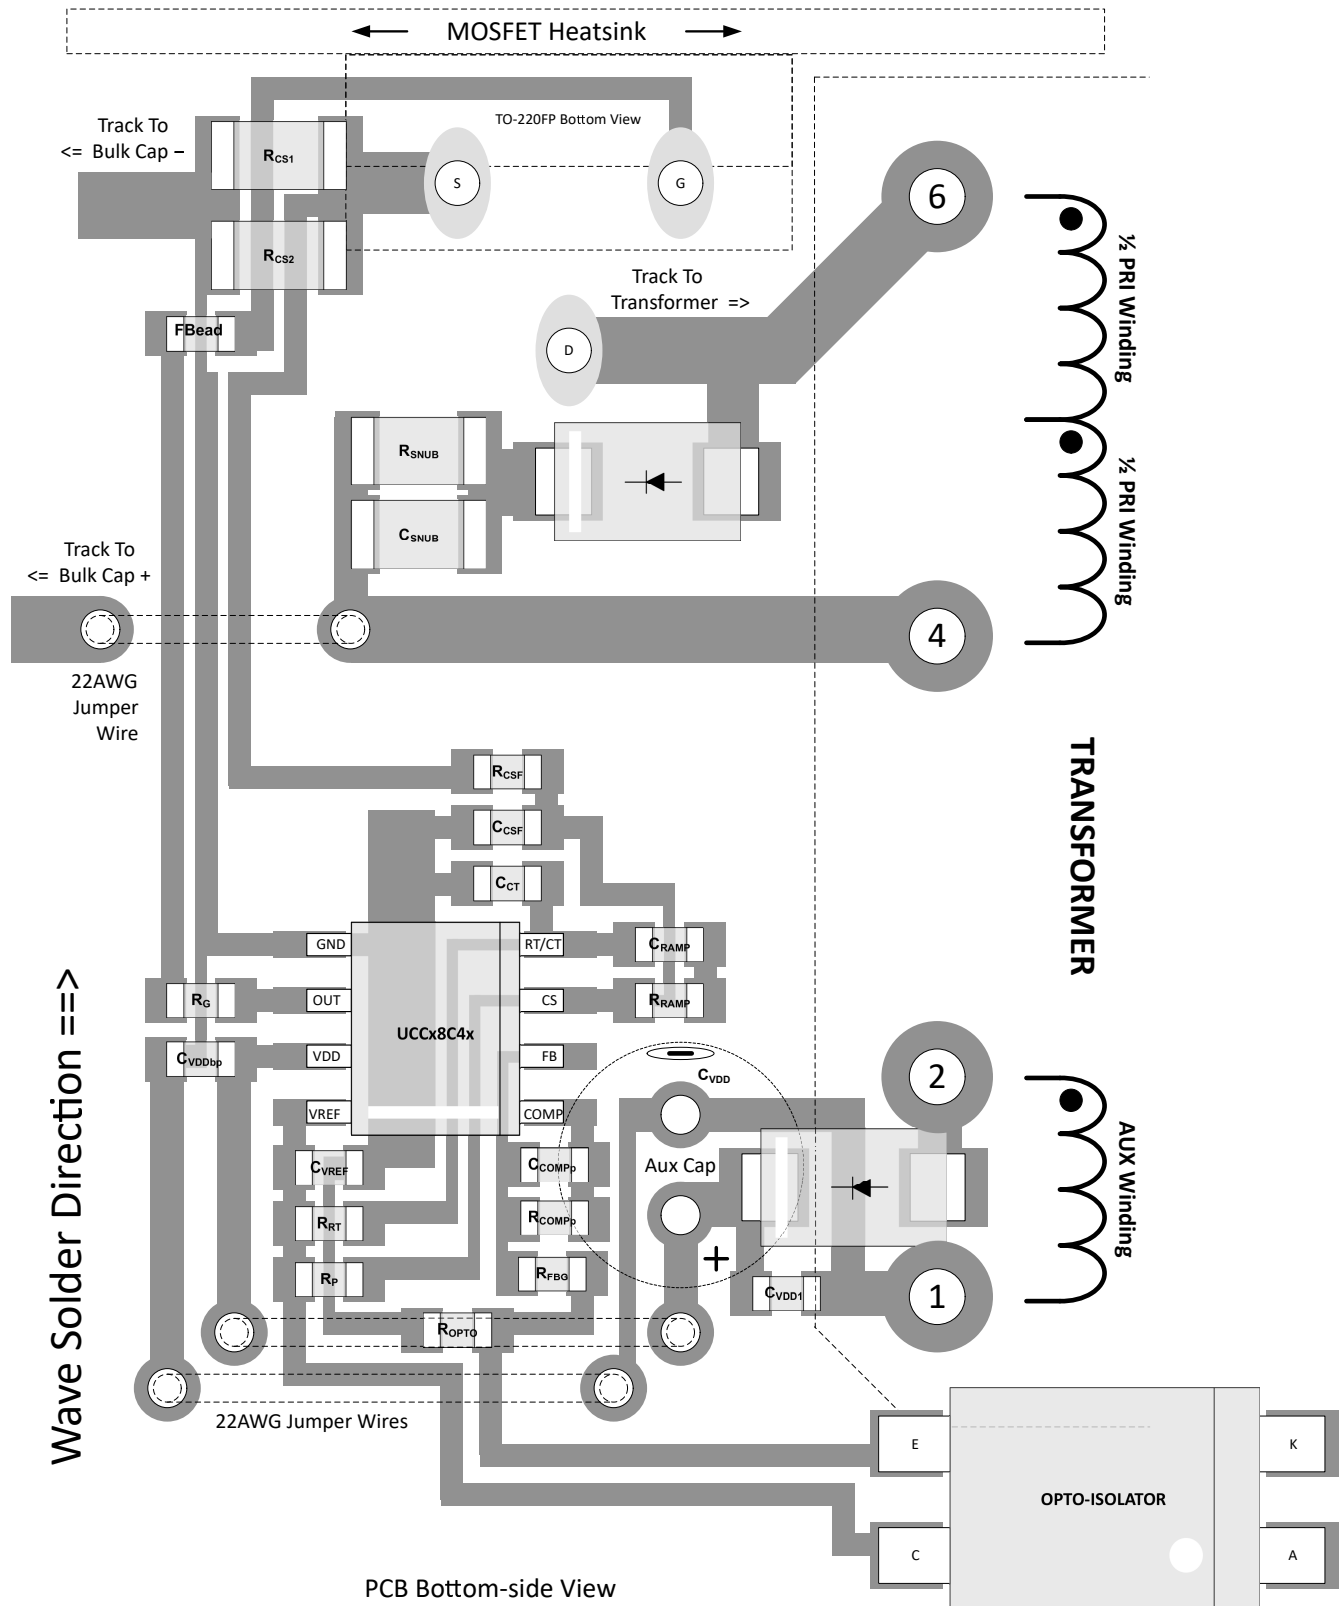 MOSFET Heatsink
TO-220FP Bottom View
Track To
<= Bulk Cap –
RCS1
S
G
6
RCS2
½ PRI Winding
Track To
Transformer =>
FBead
D
RSNUB
CSNUB
½ PRI Winding
Track To
<= Bulk Cap +
4
22AWG
Jumper
Wire
TRANSFORMER
RCSF
CCSF
CCT
GND
RT/CT
CRAMP
RG
OUT
CS
RRAMP
UCCx8C4x
CVDDbp
VDD
FB
CVDD
2
VREF
COMP
AUX Winding
CVREF
CCOMPp
Aux Cap
RRT
RCOMPp
RP
RFBG
+
CVDD1
1
ROPTO
22AWG Jumper Wires
Wave Solder Direction ==>
E
K
OPTO-ISOLATOR
C
A
PCB Bottom-side View